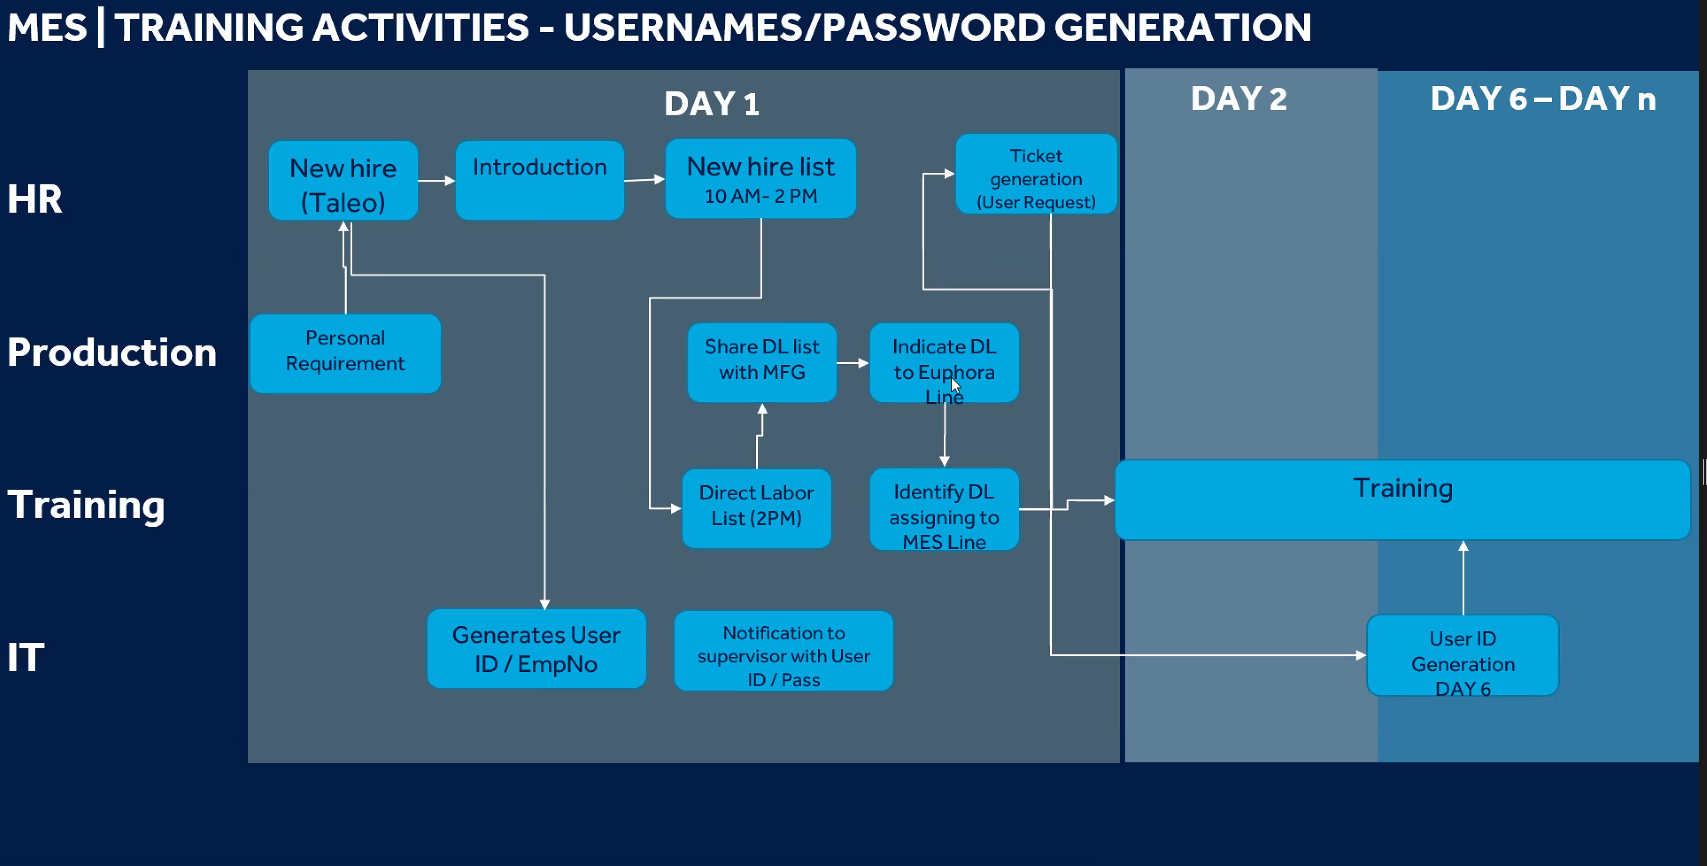 MES | TRAINING ACTIVITIES - USERNAMES/PASSWORD GENERATION
DAY 1
DAY 2
DAY 6 – DAY n
HR
New hire
(Taleo)
Introduction
New hire list
10 AM- 2 PM
Ticket
generation
(User Request)
Production
Personal
Requirement
Share DL list
with MFG
Indicate DL
to Euphora
Line
Training
Direct Labor
List (2PM)
Identify DL
assigning to
MES Line
Training
IT
Generates User
ID / EmpNo
Notification to
supervisor with User
ID / Pass
User ID
Generation
DAY 6